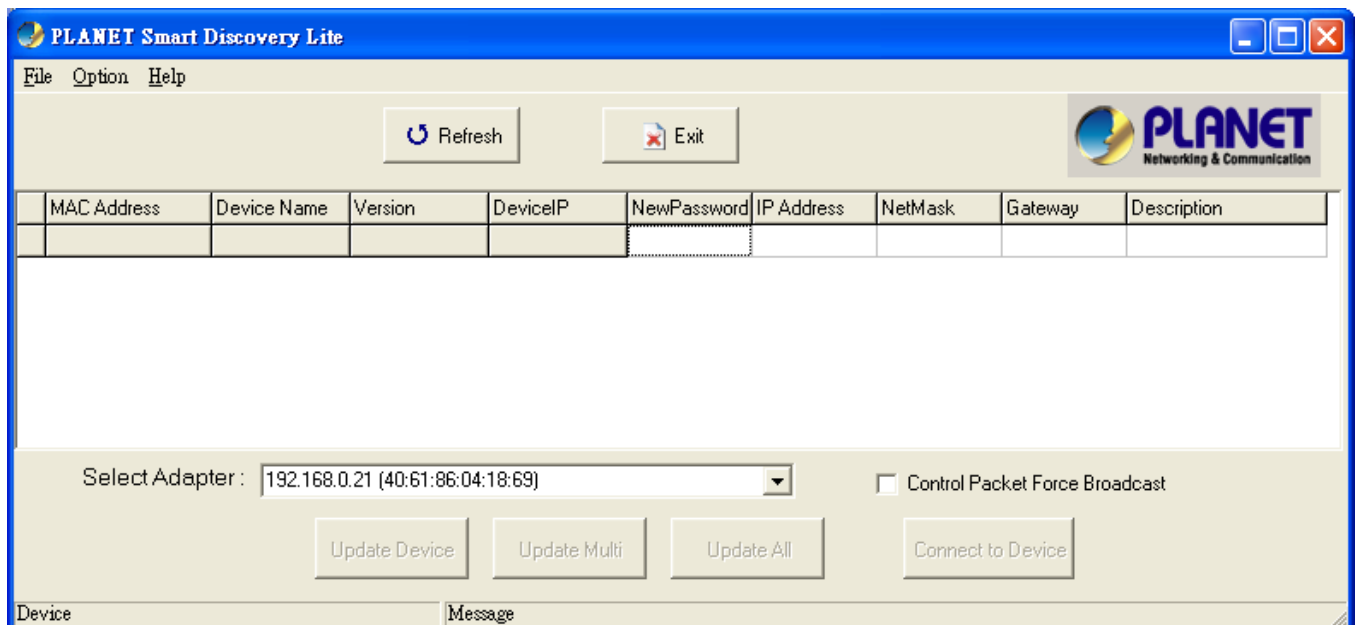 PLANET Smart Discovery Lite
File Option Help
Refresh Exit
PLANET
Networking & Communication
MAC Address Device Name Version DeviceIP NewPassword IP Address NetMask Gateway Description
Select Adapter : 192.168.0.21 (40:61:86:04:18:69) Control Packet Force Broadcast
Update Device Update Multi Update All Connect to Device
Device Message